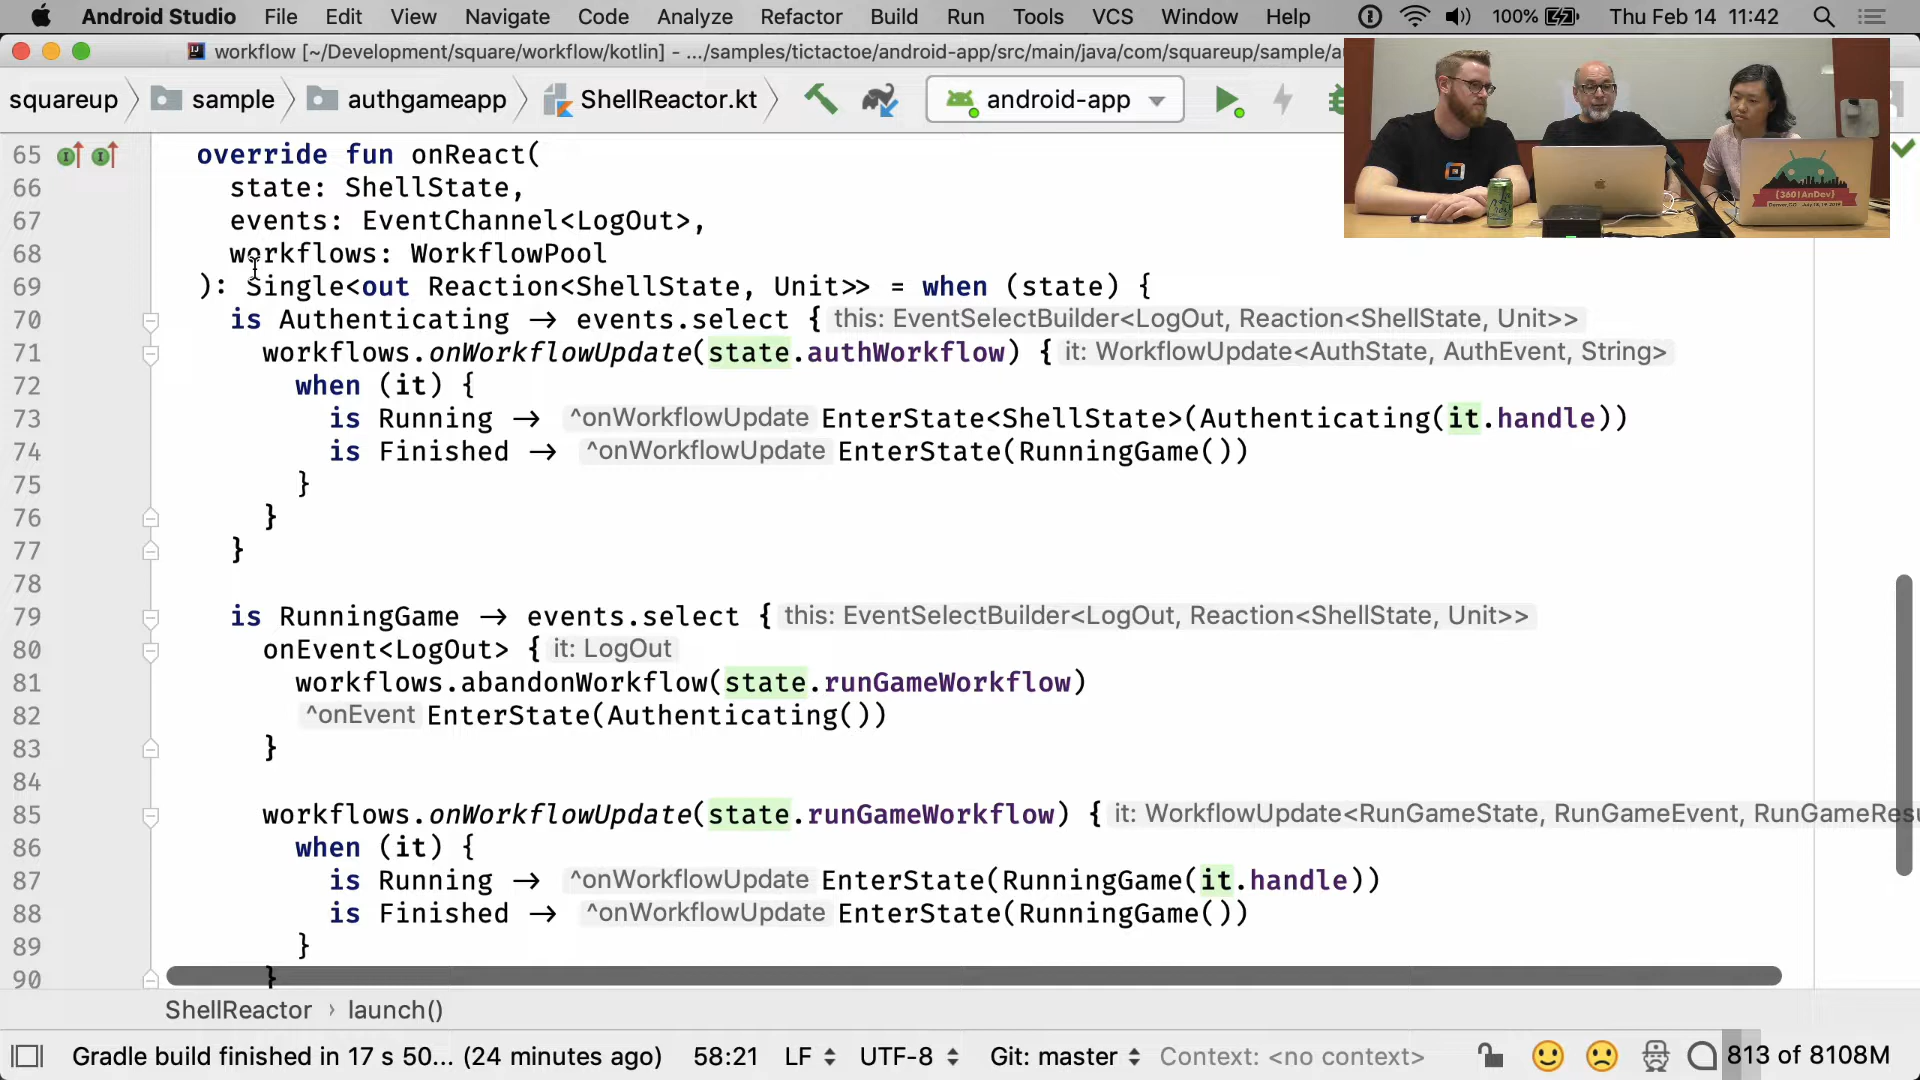 Android Studio File Edit View Navigate Code Analyze Refactor Build Run Tools VCS Window Help 100% Thu Feb 14 11:42
workflow [~/Development/square/workflow/kotlin] - .../samples/tictactoe/android-app/src/main/java/com/squareup/sample/a
squareup sample authgameapp ShellReactor.kt android-app
{360|AnDev}
65 override fun onReact(
66 state: ShellState,
67 events: EventChannel<LogOut>,
68 workflows: WorkflowPool
69 ): Single<out Reaction<ShellState, Unit>> = when (state) {
70 is Authenticating → events.select { this: EventSelectBuilder<LogOut, Reaction<ShellState, Unit>>
71 workflows.onWorkflowUpdate(state.authWorkflow) { it: WorkflowUpdate<AuthState, AuthEvent, String>
72 when (it) {
73 is Running → ^onWorkflowUpdate EnterState<ShellState>(Authenticating(it.handle))
74 is Finished → ^onWorkflowUpdate EnterState(RunningGame())
75 }
76 }
77 }
78
79 is RunningGame → events.select { this: EventSelectBuilder<LogOut, Reaction<ShellState, Unit>>
80 onEvent<LogOut> { it: LogOut
81 workflows.abandonWorkflow(state.runGameWorkflow)
82 ^onEvent EnterState(Authenticating())
83 }
84
85 workflows.onWorkflowUpdate(state.runGameWorkflow) { it: WorkflowUpdate<RunGameState, RunGameEvent, RunGameResu
86 when (it) {
87 is Running → ^onWorkflowUpdate EnterState(RunningGame(it.handle))
88 is Finished → ^onWorkflowUpdate EnterState(RunningGame())
89 }
90 }
ShellReactor › launch()
Gradle build finished in 17 s 50... (24 minutes ago) 58:21 LF UTF-8 Git: master Context: <no context> 813 of 8108M